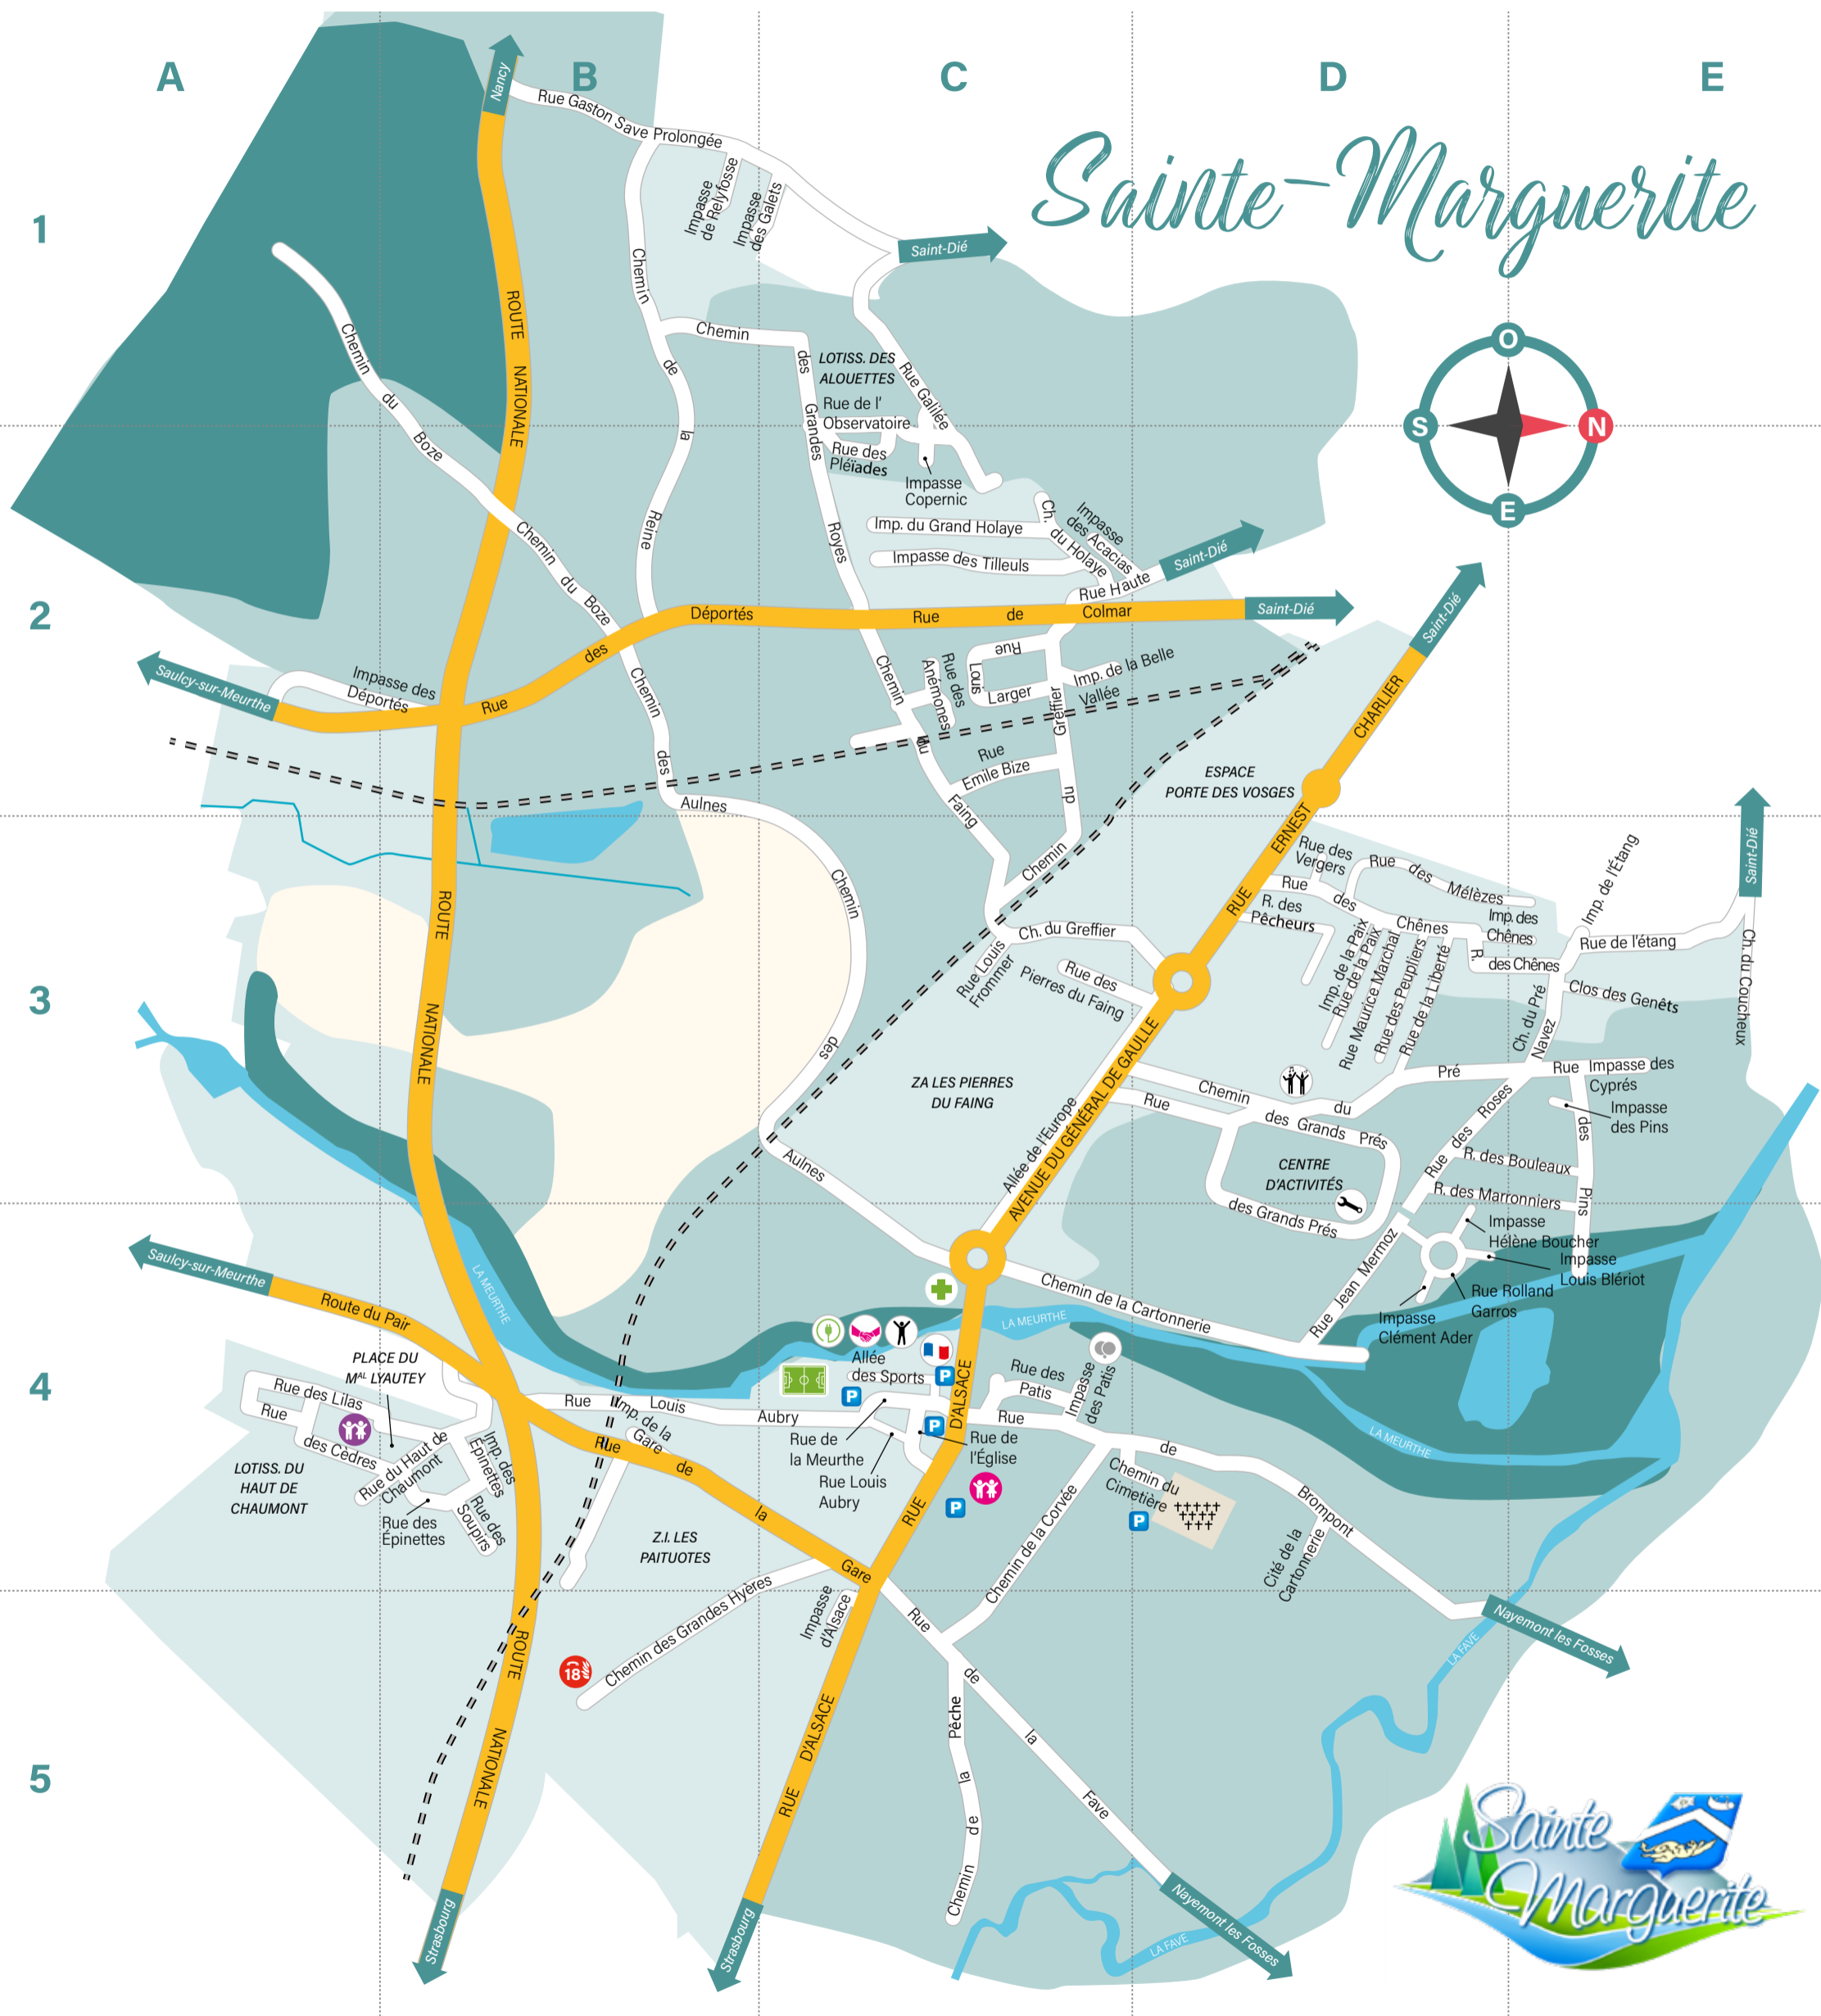 A
B
C
D
E
1
2
3
4
5
Sainte-Marguerite
O
S
N
E
Nancy
Rue Gaston Save Prolongée
Impasse
de Relyfosse
Impasse
des Galets
Saint-Dié
ROUTE NATIONALE
Chemin du Boze
Chemin de la Reine
Chemin des Grandes Royes
LOTISS. DES
ALOUETTES
Rue Galilée
Rue de l'
Observatoire
Rue des
Pléiades
Impasse
Copernic
Imp. du Grand Holaye
Impasse des Tilleuls
Ch. du Holaye
Impasse
des Acacias
Rue Haute
Saint-Dié
Chemin du Boze
Rue des Déportés
Rue de Colmar
Saint-Dié
Saint-Dié
Saulcy-sur-Meurthe
Impasse des
Déportés
Chemin des Aulnes
Chemin du Faing
Rue des
Anémones
Rue Louis Larger
Imp. de la Belle
Vallée
Rue
Emile Bize
Chemin du Greffier
ESPACE
PORTE DES VOSGES
RUE ERNEST CHARLIER
Chemin des Aulnes
Ch. du Greffier
Rue Louis
Frommer
Rue des
Pierres du Faing
Rue des
Vergers
Rue des Mélèzes
Rue des Chênes
R. des
Pêcheurs
Imp. des
Chênes
R. des Chênes
Imp. de la Paix
Rue de la Paix
Rue Maurice Marchal
Rue des Peupliers
Rue de la Liberté
Imp. de l'Étang
Rue de l'étang
Saint-Dié
Ch. du Coucheux
Clos des Genêts
Ch. du Pré
Navez
ROUTE NATIONALE
ZA LES PIERRES
DU FAING
Allée de l'Europe
AVENUE DU GÉNÉRAL DE GAULLE
Chemin du Pré
Rue des Grands Prés
des Grands Prés
CENTRE
D'ACTIVITÉS
Rue des Roses
Impasse des
Cyprés
Impasse
des Pins
Rue des Pins
R. des Bouleaux
R. des Marronniers
Impasse
Hélène Boucher
Impasse
Louis Blériot
Rue Rolland
Garros
Impasse
Clément Ader
Rue Jean Mermoz
Chemin de la Cartonnerie
Saulcy-sur-Meurthe
Route du Pair
LA MEURTHE
LA MEURTHE
LA MEURTHE
PLACE DU
MAL LYAUTEY
Rue des Lilas
Rue des Cèdres
LOTISS. DU
HAUT DE
CHAUMONT
Rue du Haut de
Chaumont
Imp. des
Epinettes
Rue des
Soupirs
Rue des
Épinettes
Rue Louis Aubry
Imp. de la
Gare
Rue de la Gare
Allée
des Sports
P
P
P
P
P
Rue de
la Meurthe
Rue Louis
Aubry
Rue de
l'Église
RUE D'ALSACE
Rue des
Patis
Impasse
des Patis
Rue de Brompont
Chemin du
Cimetière
Chemin de la Corvée
Cité de la
Cartonnerie
Nayemont les Fosses
LA FAVE
Z.I. LES
PAITUOTES
Chemin des Grandes Hyères
18
Impasse
d'Alsace
ROUTE NATIONALE
RUE D'ALSACE
Rue de la Fave
Chemin de la Pêche
Strasbourg
Strasbourg
Nayemont les Fosses
LA FAVE
Sainte
Marguerite